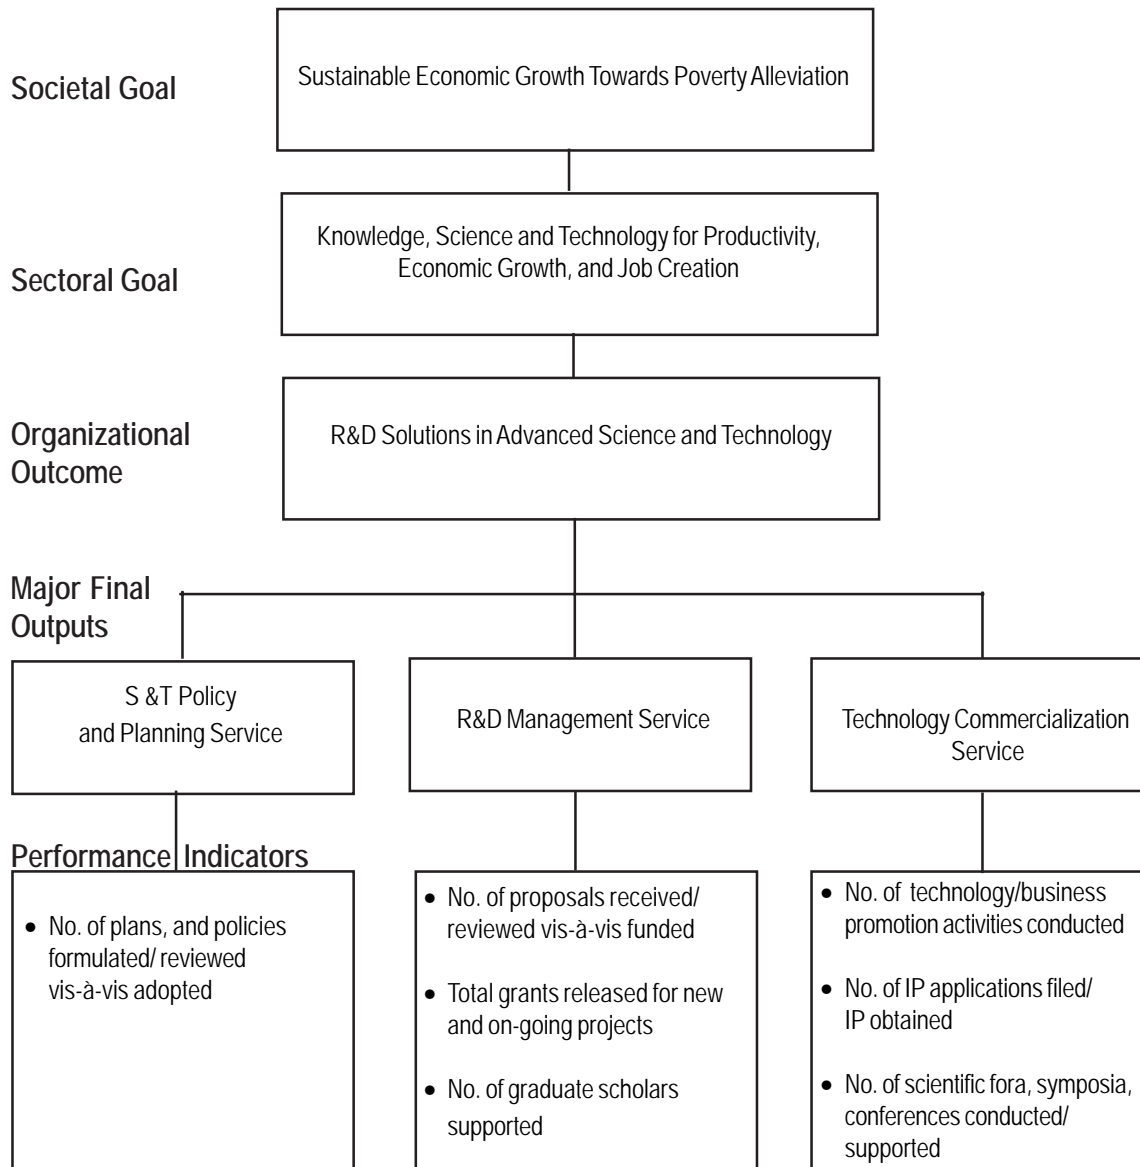 Societal Goal
Sustainable Economic Growth Towards Poverty Alleviation
Sectoral Goal
Knowledge, Science and Technology for Productivity,
Economic Growth, and Job Creation
Organizational
Outcome
R&D Solutions in Advanced Science and Technology
Major Final
Outputs
S &T Policy
and Planning Service
R&D Management Service
Technology Commercialization
Service
Performance Indicators
• No. of plans, and policies
formulated/ reviewed
vis-à-vis adopted
• No. of proposals received/
reviewed vis-à-vis funded
• Total grants released for new
and on-going projects
• No. of graduate scholars
supported
• No. of technology/business
promotion activities conducted
• No. of IP applications filed/
IP obtained
• No. of scientific fora, symposia,
conferences conducted/
supported